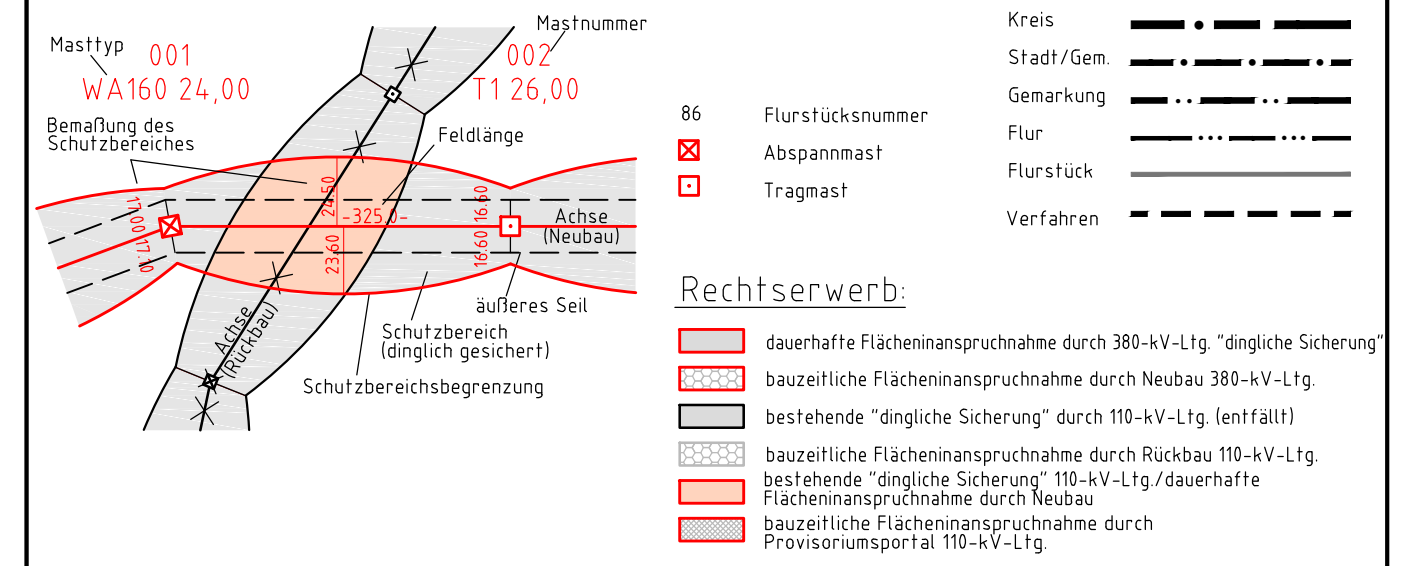 Mastnummer
Masttyp
001
WA160 24,00
002
T1 26,00
Bemaßung des
Schutzbereiches
Feldlänge
17.00
17.10
24.50
23.60
-325.0-
16.60
16.60
Achse
(Neubau)
äußeres Seil
Achse
(Rückbau)
Schutzbereich
(dinglich gesichert)
Schutzbereichsbegrenzung
86 Flurstücksnummer
Abspannmast
Tragmast
Kreis
Stadt/Gem.
Gemarkung
Flur
Flurstück
Verfahren
Rechtserwerb:
dauerhafte Flächeninanspruchnahme durch 380-kV-Ltg. "dingliche Sicherung"
bauzeitliche Flächeninanspruchnahme durch Neubau 380-kV-Ltg.
bestehende "dingliche Sicherung" durch 110-kV-Ltg. (entfällt)
bauzeitliche Flächeninanspruchnahme durch Rückbau 110-kV-Ltg.
bestehende "dingliche Sicherung" 110-kV-Ltg./dauerhafte
Flächeninanspruchnahme durch Neubau
bauzeitliche Flächeninanspruchnahme durch
Provisoriumsportal 110-kV-Ltg.